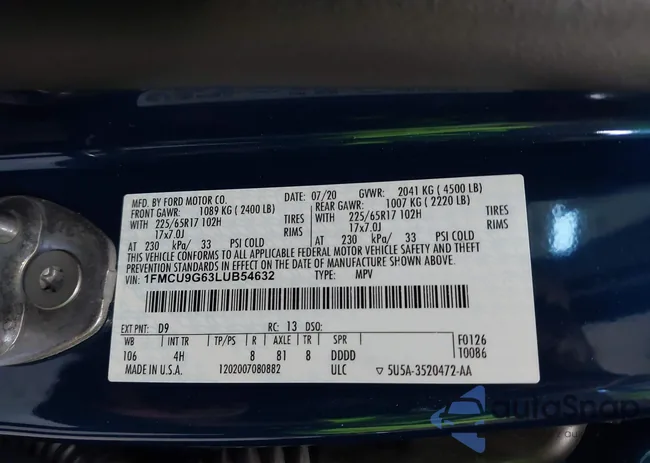 MFD. BY FORD MOTOR CO. DATE: 07/20 GVWR: 2041 KG ( 4500 LB)
FRONT GAWR: 1089 KG ( 2400 LB) REAR GAWR: 1007 KG ( 2220 LB)
WITH 225/65R17 102H TIRES WITH 225/65R17 102H TIRES
17x7.0J RIMS 17x7.0J RIMS
AT 230 kPa/ 33 PSI COLD AT 230 kPa/ 33 PSI COLD
THIS VEHICLE CONFORMS TO ALL APPLICABLE FEDERAL MOTOR VEHICLE SAFETY AND THEFT
PREVENTION STANDARDS IN EFFECT ON THE DATE OF MANUFACTURE SHOWN ABOVE.
VIN: 1FMCU9G63LUB54632 TYPE: MPV
EXT PNT: D9 RC: 13 DSO:
WB INT TR TP/PS R AXLE TR SPR F0126
106 4H 8 81 8 DDDD T0086
MADE IN U.S.A. 1202007080882 ULC ▽ 5U5A-3520472-AA
autoSnap
by AutoDuo